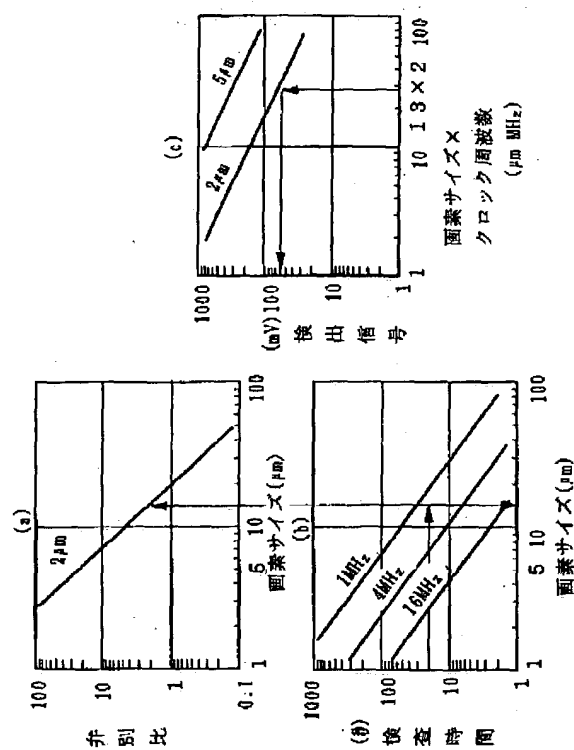 (a)
100
10
1
0.1
弁別比
2μm
1 6 10 100
画素サイズ(μm)
(b)
1000
100
10
1
検査時間
1MHz
4MHz
16MHz
1 5 10 100
画素サイズ(μm)
(c)
1000
(mV)100
10
1
検出信号
2μm
5μm
1 10 13×2 100
画素サイズ×
クロック周波数
(μm MHz)